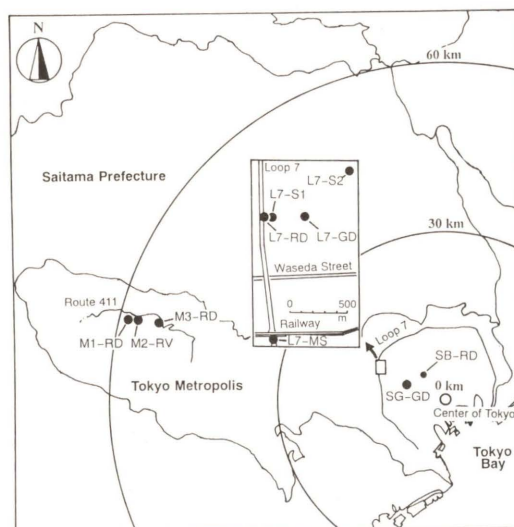 N
60 km
Saitama Prefecture
Loop 7
L7-S2
L7-S1
L7-RD
L7-GD
30 km
Waseda Street
0 500
m
Railway
L7-MS
Route 411
M3-RD
M1-RD
M2-RV
Loop 7
SB-RD
SG-GD
0 km
Center of Tokyo
Tokyo Metropolis
Tokyo
Bay